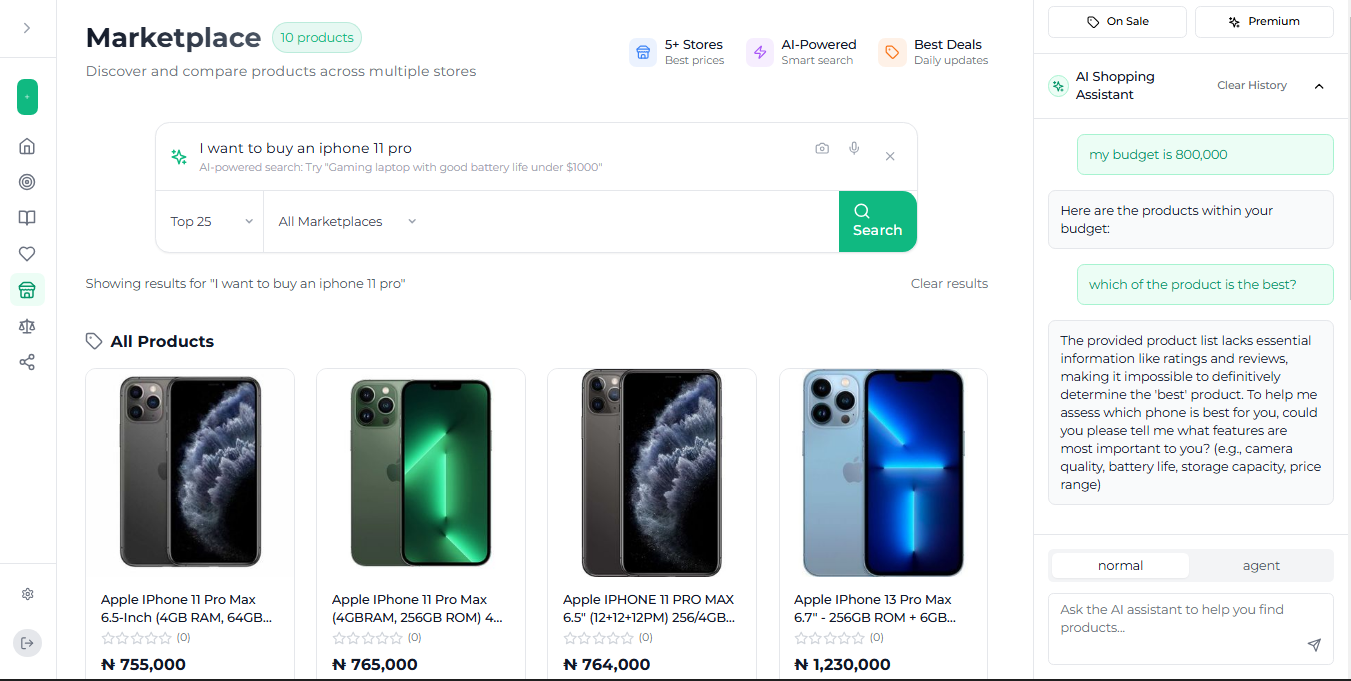 Marketplace
10 products
Discover and compare products across multiple stores
5+ Stores
Best prices
AI-Powered
Smart search
Best Deals
Daily updates
I want to buy an iphone 11 pro
AI-powered search: Try "Gaming laptop with good battery life under $1000"
Top 25
All Marketplaces
Search
Showing results for "I want to buy an iphone 11 pro"
Clear results
All Products
Apple IPhone 11 Pro Max
6.5-Inch (4GB RAM, 64GB...
(0)
₦ 755,000
Apple IPhone 11 Pro Max
(4GBRAM, 256GB ROM) 4...
(0)
₦ 765,000
Apple IPHONE 11 PRO MAX
6.5" (12+12+12MP) 256/4GB...
(0)
₦ 764,000
Apple IPhone 13 Pro Max
6.7" - 256GB ROM + 6GB...
(0)
₦ 1,230,000
On Sale
Premium
AI Shopping
Assistant
Clear History
my budget is 800,000
Here are the products within your
budget:
which of the product is the best?
The provided product list lacks essential
information like ratings and reviews,
making it impossible to definitively
determine the 'best' product. To help me
assess which phone is best for you, could
you please tell me what features are
most important to you? (e.g., camera
quality, battery life, storage capacity, price
range)
normal
agent
Ask the AI assistant to help you find
products...